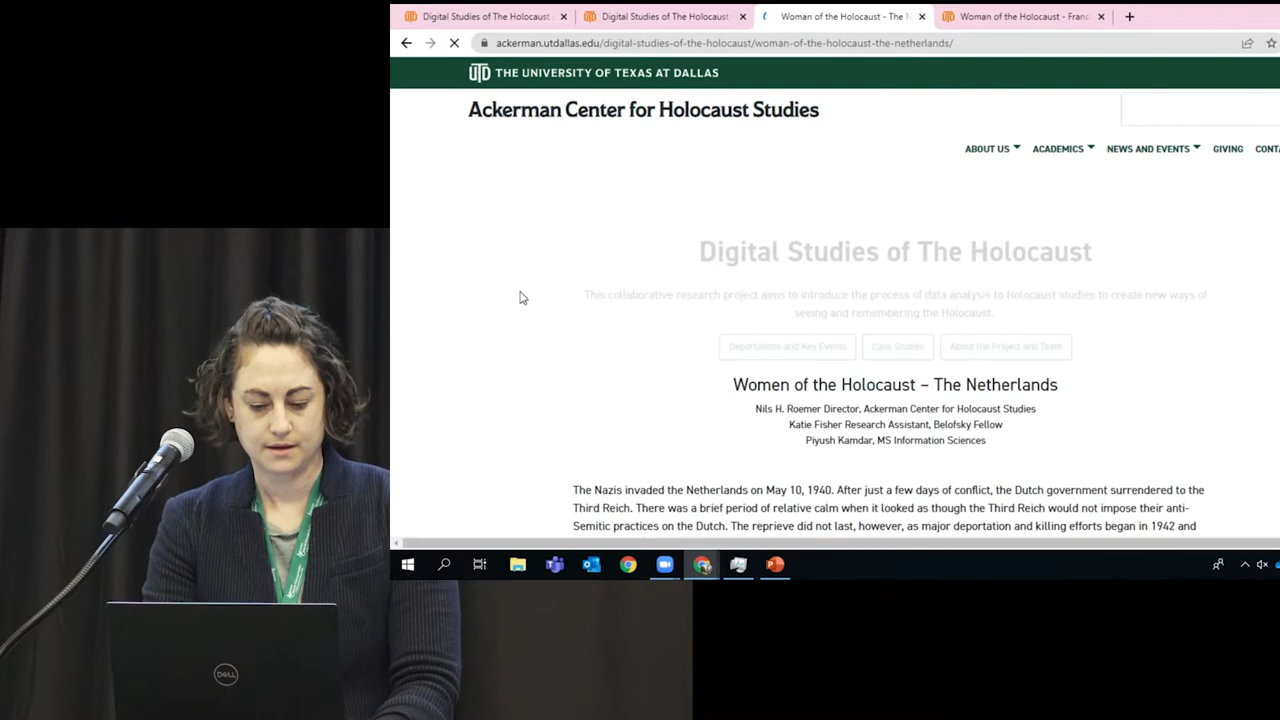 Digital Studies of The Holocaust
Digital Studies of The Holocaust
Woman of the Holocaust - The N
Woman of the Holocaust - Franc
ackerman.utdallas.edu/digital-studies-of-the-holocaust/woman-of-the-holocaust-the-netherlands/
UTD THE UNIVERSITY OF TEXAS AT DALLAS
Ackerman Center for Holocaust Studies
ABOUT US ACADEMICS NEWS AND EVENTS GIVING CONTA
Digital Studies of The Holocaust
This collaborative research project aims to introduce the process of data analysis to Holocaust studies to create new ways of
seeing and remembering the Holocaust.
Deportations and Key Events Case Studies About the Project and Team
Women of the Holocaust – The Netherlands
Nils H. Roemer Director, Ackerman Center for Holocaust Studies
Katie Fisher Research Assistant, Belofsky Fellow
Piyush Kamdar, MS Information Sciences
The Nazis invaded the Netherlands on May 10, 1940. After just a few days of conflict, the Dutch government surrendered to the
Third Reich. There was a brief period of relative calm when it looked as though the Third Reich would not impose their anti-
Semitic practices on the Dutch. The reprieve did not last, however, as major deportation and killing efforts began in 1942 and
DELL